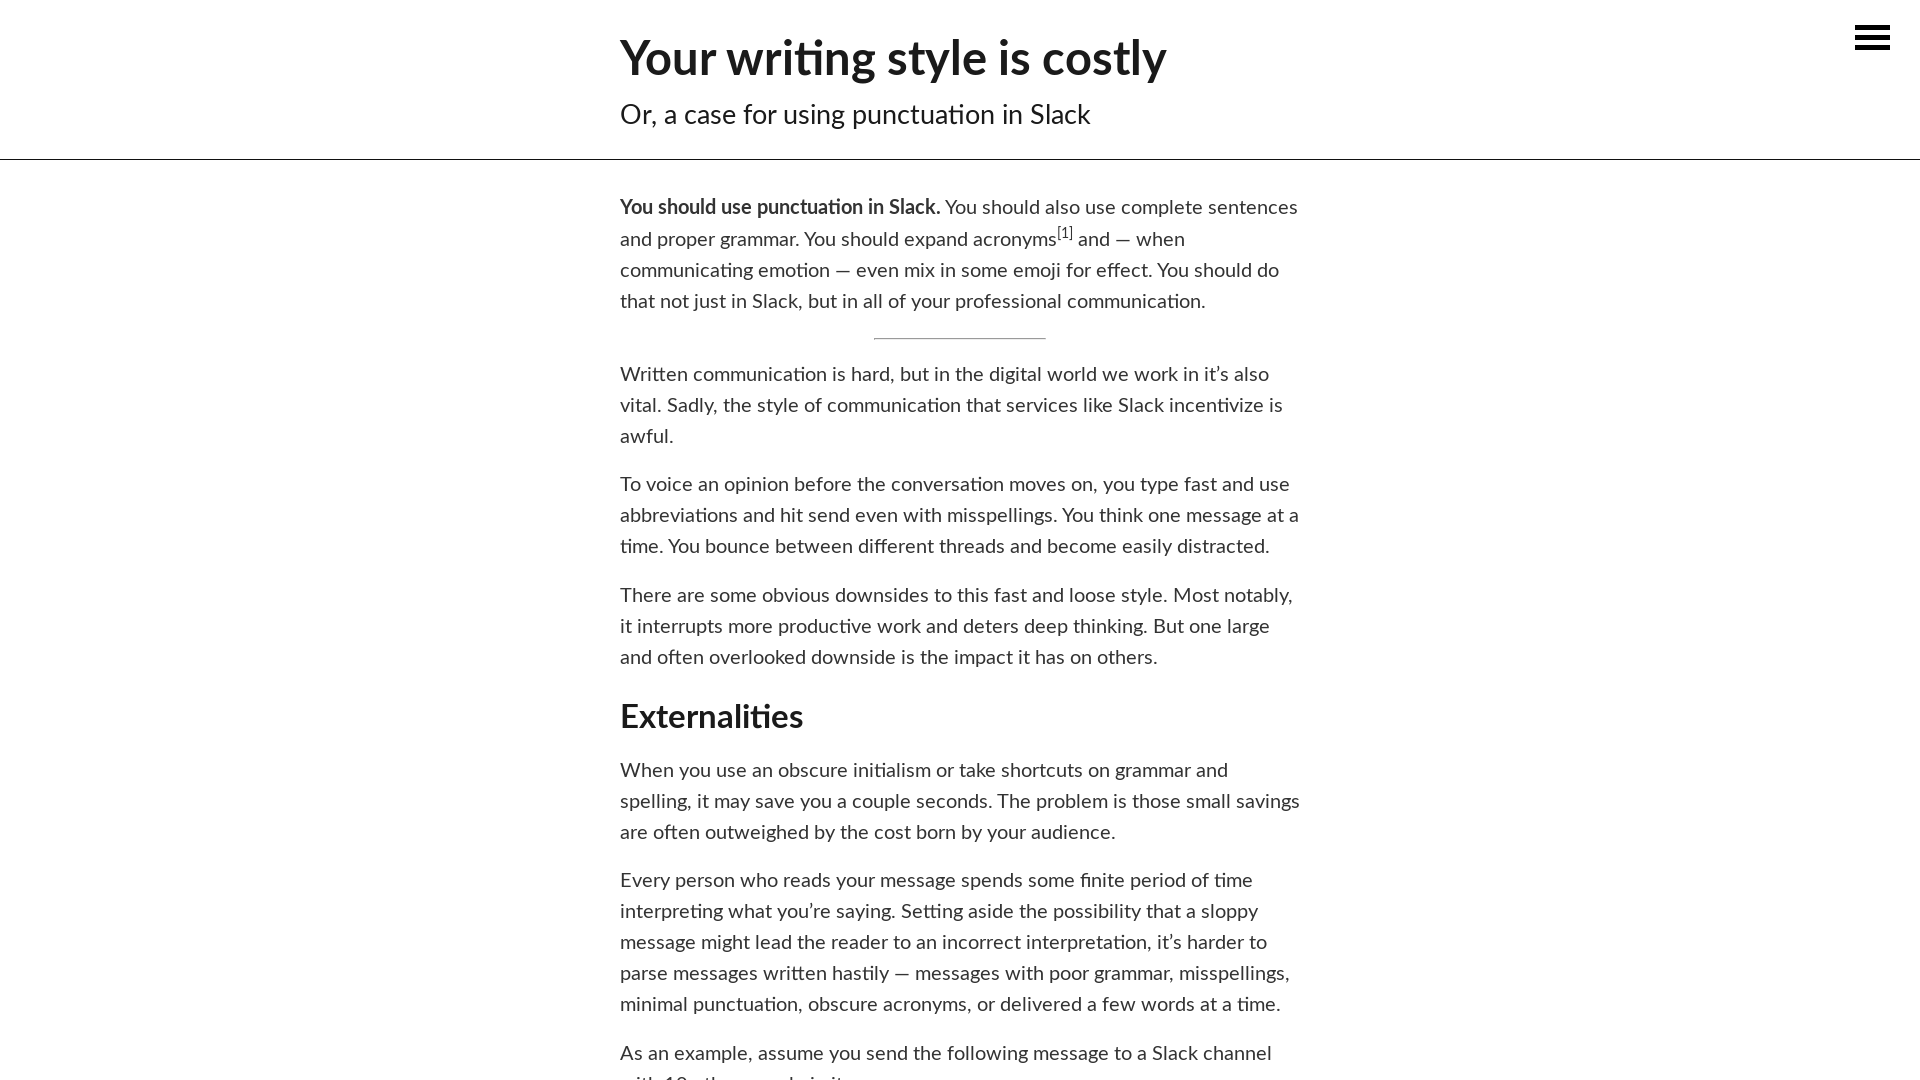 Your writing style is costly
Or, a case for using punctuation in Slack
You should use punctuation in Slack. You should also use complete sentences
and proper grammar. You should expand acronyms[1] and — when
communicating emotion — even mix in some emoji for effect. You should do
that not just in Slack, but in all of your professional communication.
Written communication is hard, but in the digital world we work in it’s also
vital. Sadly, the style of communication that services like Slack incentivize is
awful.
To voice an opinion before the conversation moves on, you type fast and use
abbreviations and hit send even with misspellings. You think one message at a
time. You bounce between different threads and become easily distracted.
There are some obvious downsides to this fast and loose style. Most notably,
it interrupts more productive work and deters deep thinking. But one large
and often overlooked downside is the impact it has on others.
Externalities
When you use an obscure initialism or take shortcuts on grammar and
spelling, it may save you a couple seconds. The problem is those small savings
are often outweighed by the cost born by your audience.
Every person who reads your message spends some finite period of time
interpreting what you’re saying. Setting aside the possibility that a sloppy
message might lead the reader to an incorrect interpretation, it’s harder to
parse messages written hastily — messages with poor grammar, misspellings,
minimal punctuation, obscure acronyms, or delivered a few words at a time.
As an example, assume you send the following message to a Slack channel